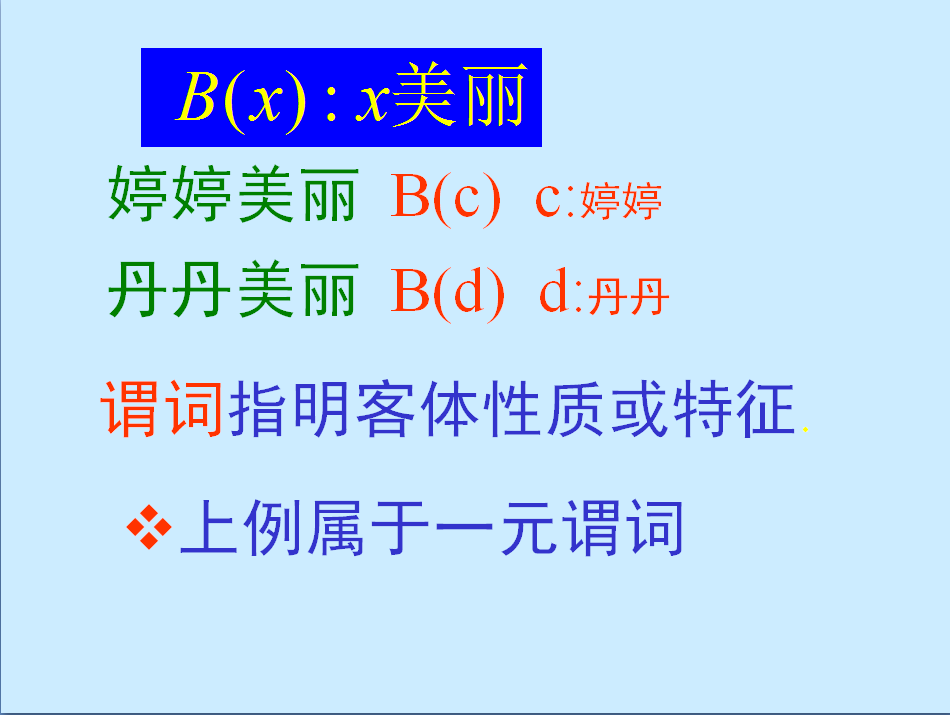 B(x) : x美丽
婷婷美丽 B(c) c:婷婷
丹丹美丽 B(d) d:丹丹
谓词指明客体性质或特征.
❖上例属于一元谓词